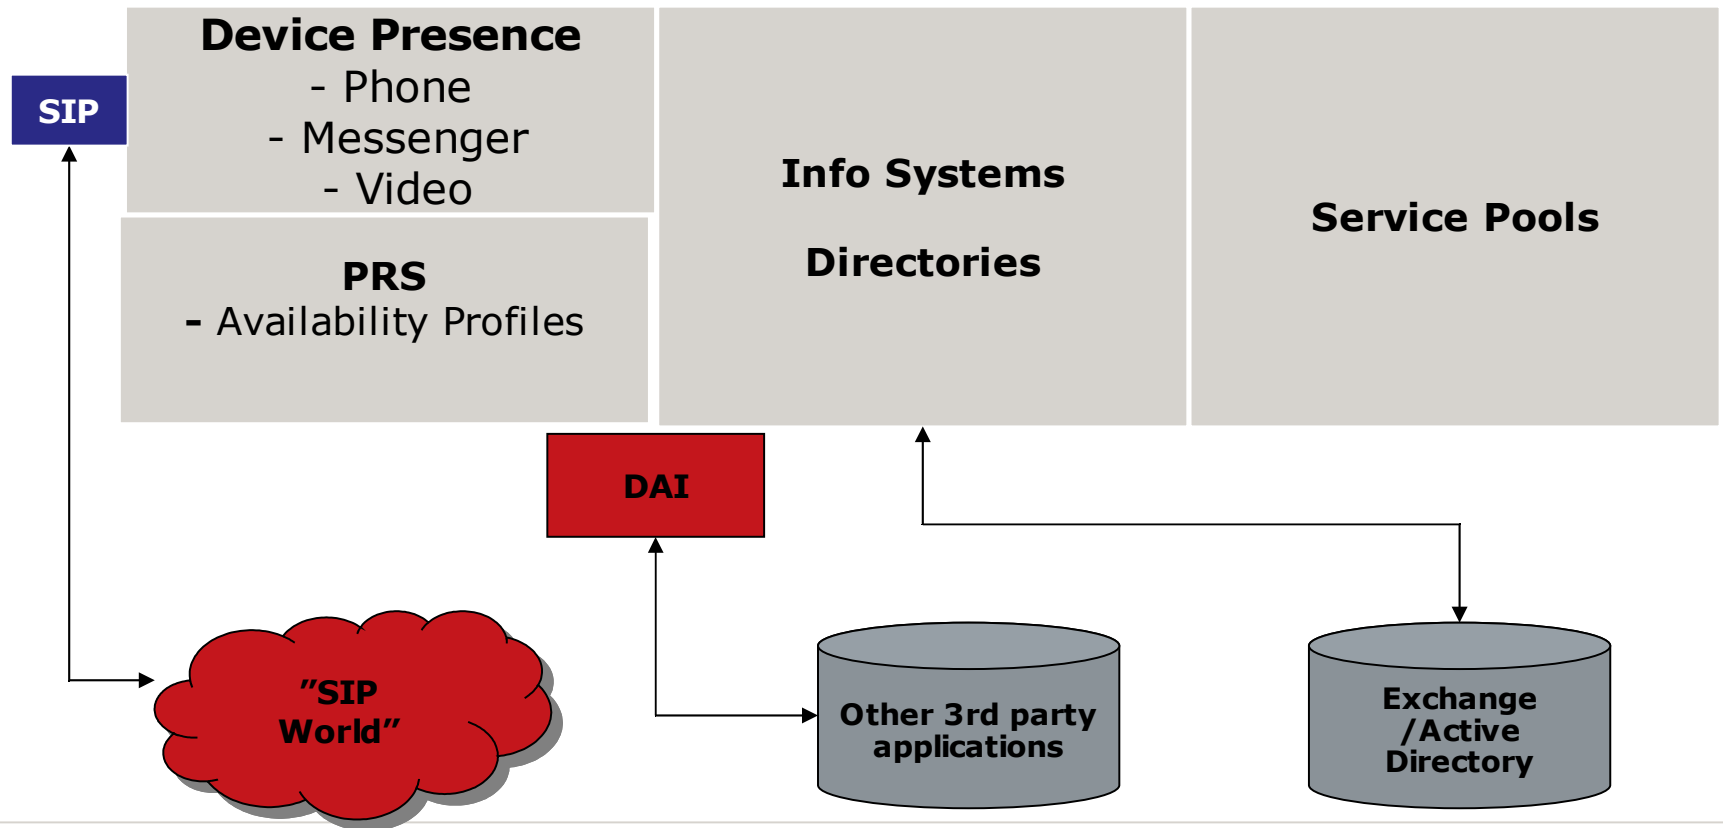 Device Presence
- Phone
- Messenger
- Video
SIP
PRS
- Availability Profiles
Info Systems
Directories
Service Pools
DAI
”SIP
World”
Other 3rd party
applications
Exchange
/Active
Directory